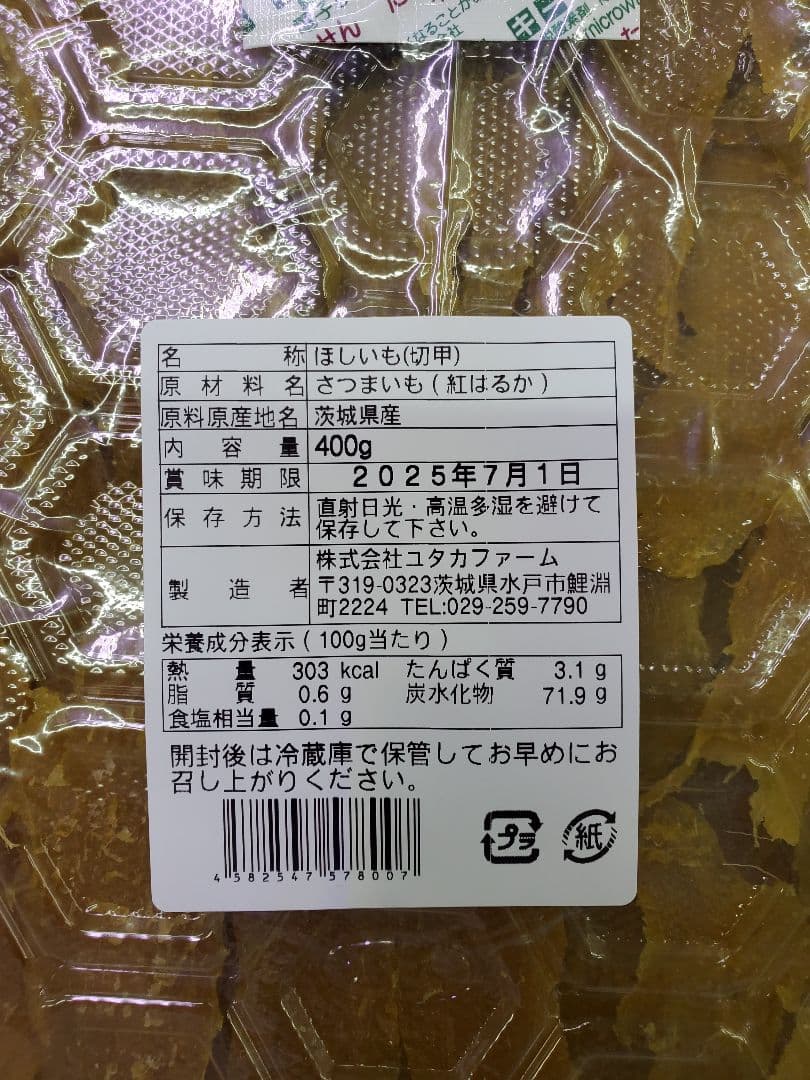 せん
microw
名称 ほしいも(切甲)
原材料名 さつまいも(紅はるか)
原料原産地名 茨城県産
内容量 400g
賞味期限 2025年7月1日
保存方法 直射日光・高温多湿を避けて
保存して下さい。
製造者 株式会社ユタカファーム
〒319-0323茨城県水戸市鯉淵
町2224 TEL:029-259-7790
栄養成分表示(100g当たり)
熱量 303 kcal たんぱく質 3.1 g
脂質 0.6 g 炭水化物 71.9 g
食塩相当量 0.1 g
開封後は冷蔵庫で保管してお早めにお
召し上がりください。
4582547578007
プラ
紙